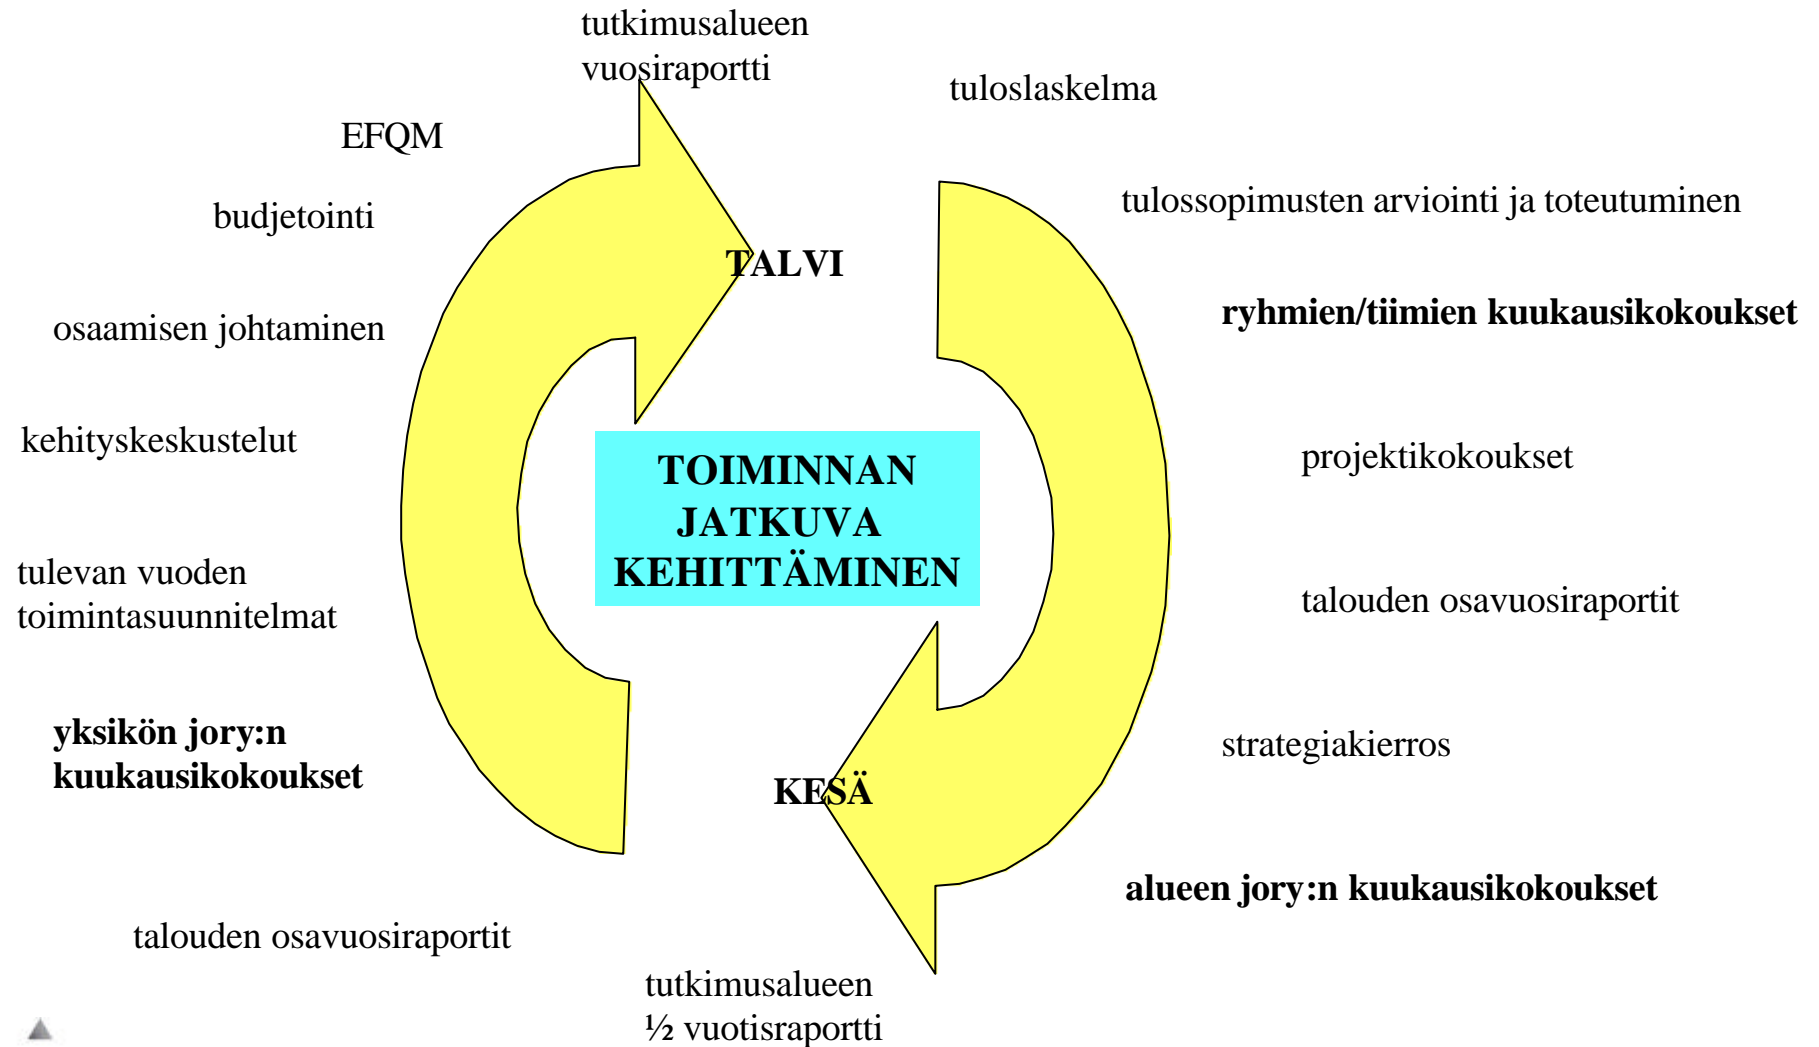 tutkimusalueen
vuosiraportti
tuloslaskelma
EFQM
tulossopimusten arviointi ja toteutuminen
budjetointi
TALVI
ryhmien/tiimien kuukausikokoukset
osaamisen johtaminen
kehityskeskustelut
projektikokoukset
TOIMINNAN
JATKUVA
KEHITTÄMINEN
tulevan vuoden
toimintasuunnitelmat
talouden osavuosiraportit
yksikön jory:n
kuukausikokoukset
strategiakierros
KESÄ
alueen jory:n kuukausikokoukset
talouden osavuosiraportit
tutkimusalueen
½ vuotisraportti